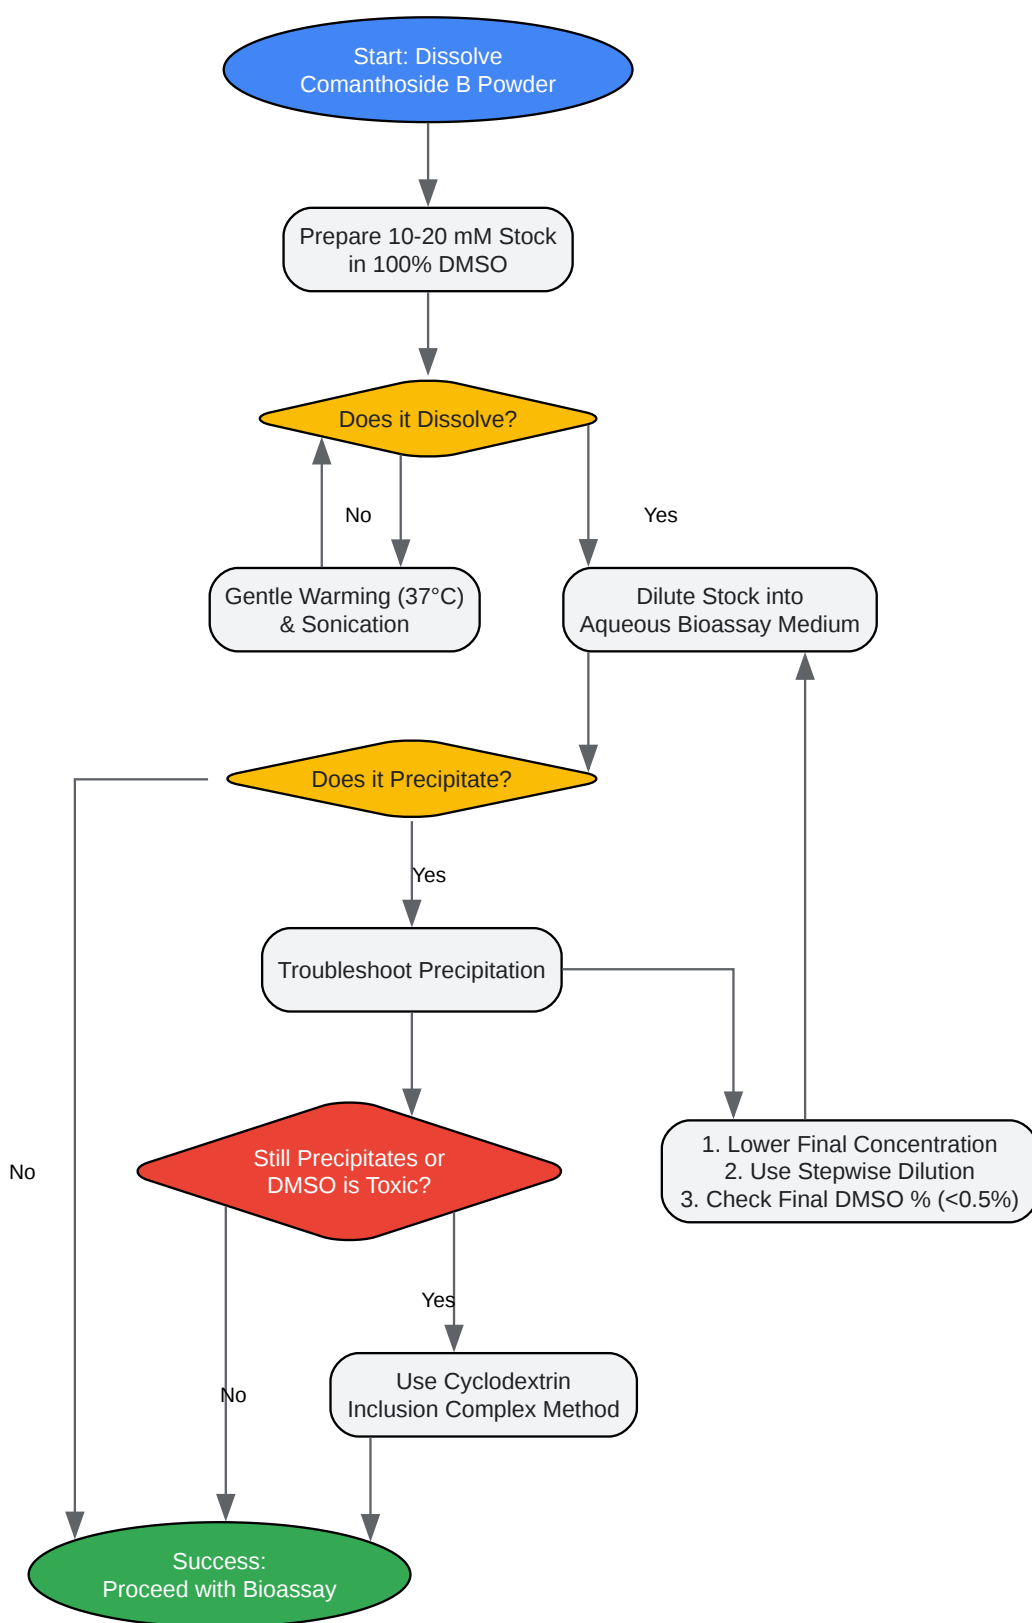 Start: Dissolve
Comanthoside B Powder
Prepare 10-20 mM Stock
in 100% DMSO
Does it Dissolve?
No
Yes
Gentle Warming (37°C)
& Sonication
Dilute Stock into
Aqueous Bioassay Medium
Does it Precipitate?
Yes
Troubleshoot Precipitation
No
Still Precipitates or
DMSO is Toxic?
1. Lower Final Concentration
2. Use Stepwise Dilution
3. Check Final DMSO % (<0.5%)
Yes
No
Use Cyclodextrin
Inclusion Complex Method
Success:
Proceed with Bioassay